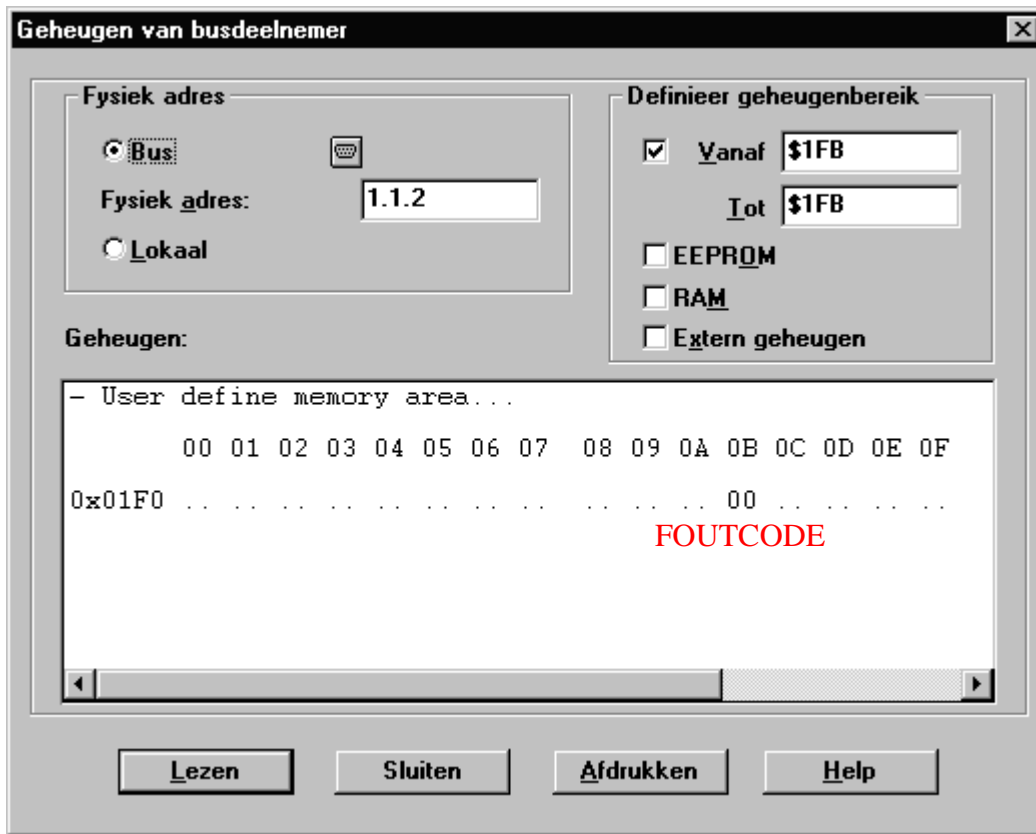 Geheugen van busdeelnemer
Fysiek adres
Bus
Fysiek adres: 1.1.2
Lokaal
Definieer geheugenbereik
Vanaf $1FB
Tot $1FB
EEPROM
RAM
Extern geheugen
Geheugen:
- User define memory area...
00 01 02 03 04 05 06 07 08 09 0A 0B 0C 0D 0E 0F
0x01F0 .. .. .. .. .. .. .. .. .. .. .. 00 .. .. .. ..
FOUTCODE
Lezen Sluiten Afdrukken Help